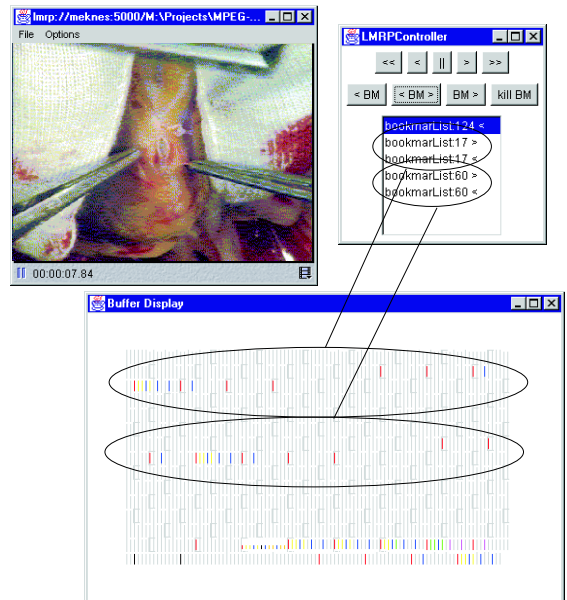 lmrp://meknes:5000/M:\Projects\MPEG-...
File Options
00:00:07.84
LMRPController
<< < || > >>
< BM < BM > BM > kill BM
bookmarList:124 <
bookmarList:17 >
bookmarList:17 <
bookmarList:60 >
bookmarList:60 <
Buffer Display